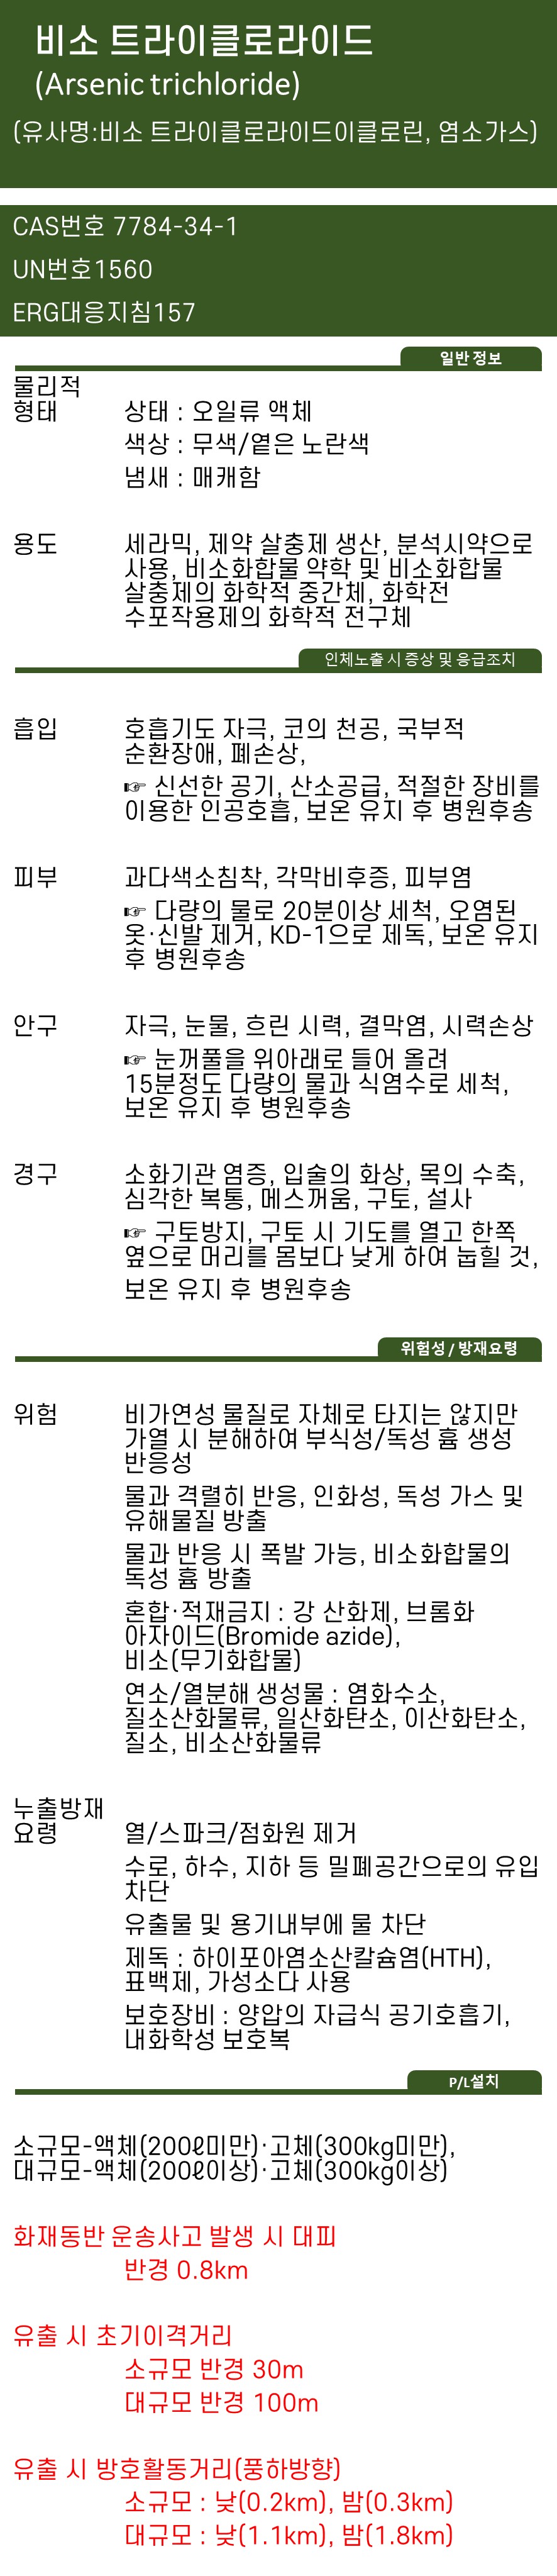 비소 트라이클로라이드
(Arsenic trichloride)
(유사명:비소 트라이클로라이드이클로린, 염소가스)
CAS번호 7784-34-1
UN번호1560
ERG대응지침157
일반 정보
물리적
형태 상태 : 오일류 액체
색상 : 무색/옅은 노란색
냄새 : 매캐함
용도 세라믹, 제약 살충제 생산, 분석시약으로
사용, 비소화합물 약학 및 비소화합물
살충제의 화학적 중간체, 화학전
수포작용제의 화학적 전구체
인체노출 시 증상 및 응급조치
흡입 호흡기도 자극, 코의 천공, 국부적
순환장애, 폐손상,
☞ 신선한 공기, 산소공급, 적절한 장비를
이용한 인공호흡, 보온 유지 후 병원후송
피부 과다색소침착, 각막비후증, 피부염
☞ 다량의 물로 20분이상 세척, 오염된
옷·신발 제거, KD-1으로 제독, 보온 유지
후 병원후송
안구 자극, 눈물, 흐린 시력, 결막염, 시력손상
☞ 눈꺼풀을 위아래로 들어 올려
15분정도 다량의 물과 식염수로 세척,
보온 유지 후 병원후송
경구 소화기관 염증, 입술의 화상, 목의 수축,
심각한 복통, 메스꺼움, 구토, 설사
☞ 구토방지, 구토 시 기도를 열고 한쪽
옆으로 머리를 몸보다 낮게 하여 눕힐 것,
보온 유지 후 병원후송
위험성 / 방재요령
위험 비가연성 물질로 자체로 타지는 않지만
가열 시 분해하여 부식성/독성 흄 생성
반응성
물과 격렬히 반응, 인화성, 독성 가스 및
유해물질 방출
물과 반응 시 폭발 가능, 비소화합물의
독성 흄 방출
혼합·적재금지 : 강 산화제, 브롬화
아자이드(Bromide azide),
비소(무기화합물)
연소/열분해 생성물 : 염화수소,
질소산화물류, 일산화탄소, 이산화탄소,
질소, 비소산화물류
누출방재
요령 열/스파크/점화원 제거
수로, 하수, 지하 등 밀폐공간으로의 유입
차단
유출물 및 용기내부에 물 차단
제독 : 하이포아염소산칼슘염(HTH),
표백제, 가성소다 사용
보호장비 : 양압의 자급식 공기호흡기,
내화학성 보호복
P/L설치
소규모-액체(200ℓ미만)·고체(300kg미만),
대규모-액체(200ℓ이상)·고체(300kg이상)
화재동반 운송사고 발생 시 대피
반경 0.8km
유출 시 초기이격거리
소규모 반경 30m
대규모 반경 100m
유출 시 방호활동거리(풍하방향)
소규모 : 낮(0.2km), 밤(0.3km)
대규모 : 낮(1.1km), 밤(1.8km)